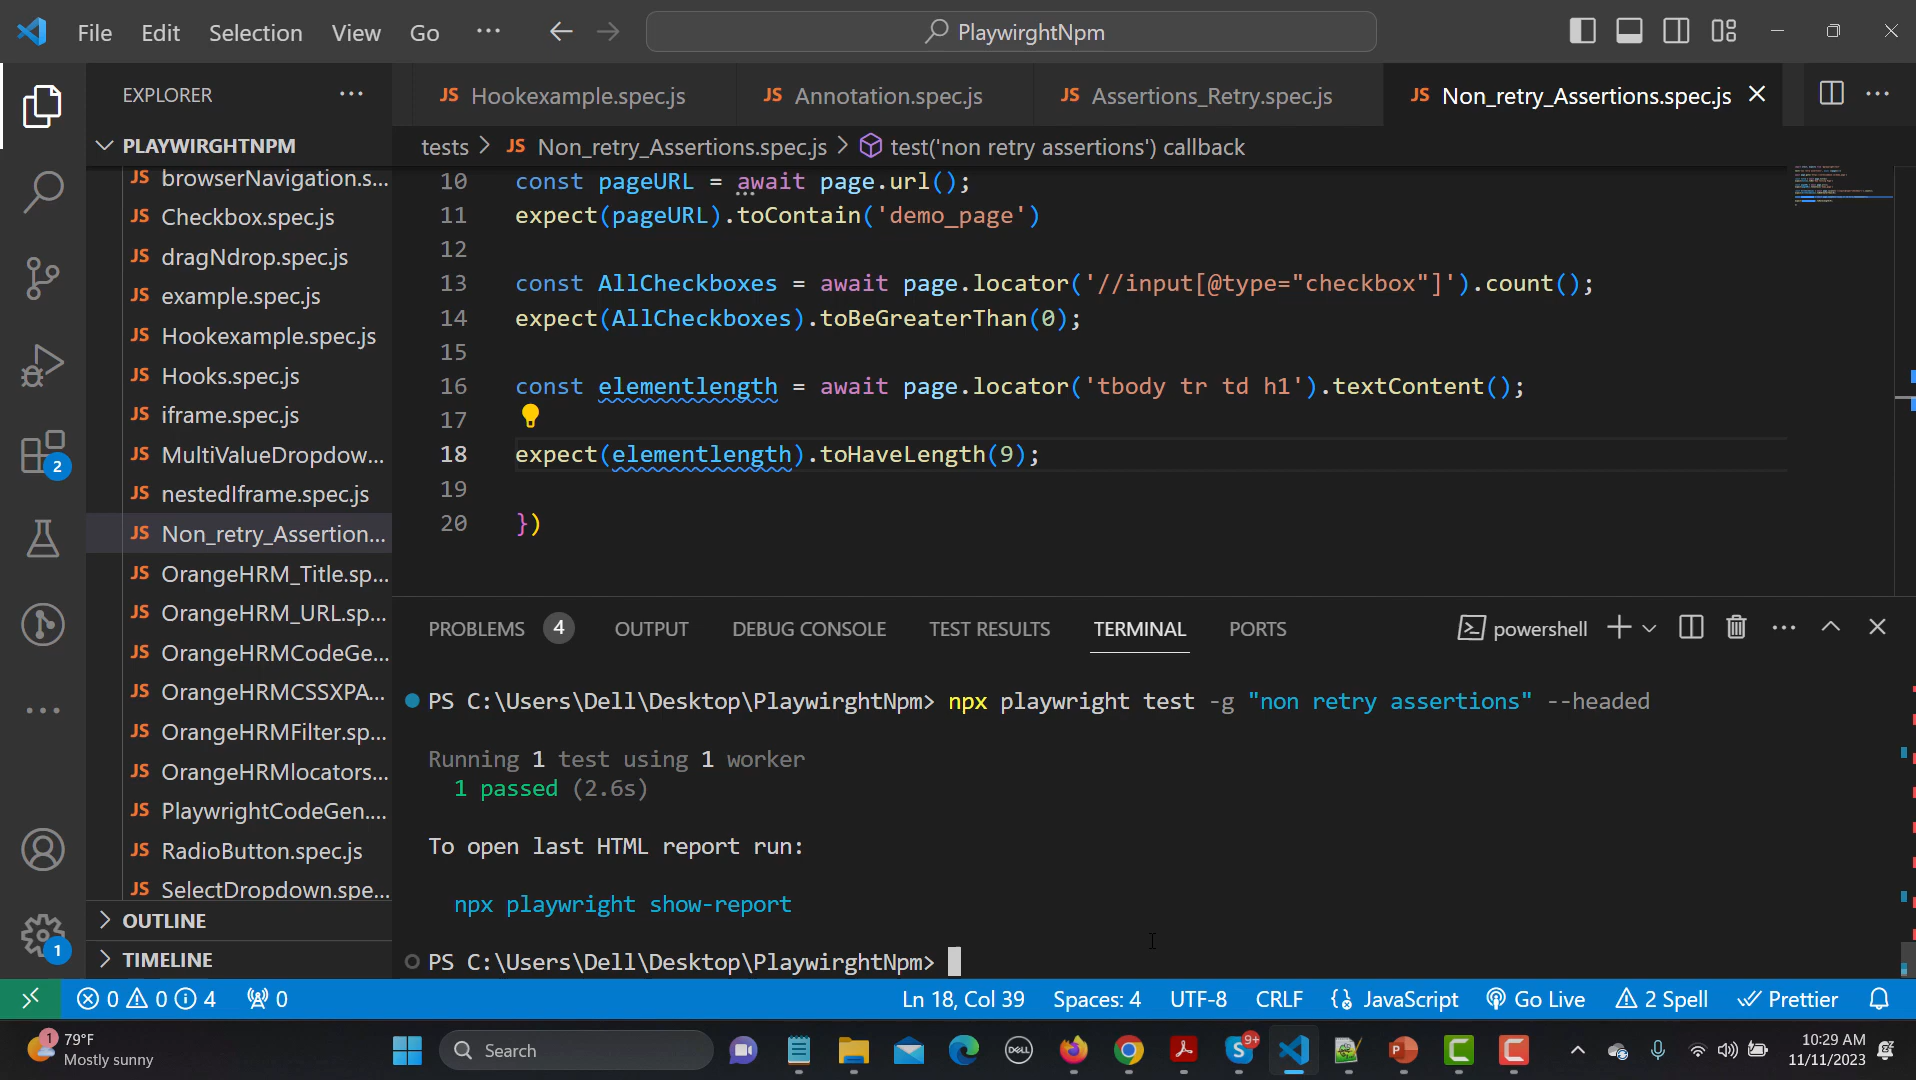 File Edit Selection View Go ··· PlaywirghtNpm
EXPLORER ···
JS Hookexample.spec.js JS Annotation.spec.js JS Assertions_Retry.spec.js JS Non_retry_Assertions.spec.js
PLAYWIRGHTNPM
tests > JS Non_retry_Assertions.spec.js > test('non retry assertions') callback
JS browserNavigation.s...
JS Checkbox.spec.js
JS dragNdrop.spec.js
JS example.spec.js
JS Hookexample.spec.js
JS Hooks.spec.js
JS iframe.spec.js
JS MultiValueDropdow...
JS nestedIframe.spec.js
JS Non_retry_Assertion...
JS OrangeHRM_Title.sp...
JS OrangeHRM_URL.sp...
JS OrangeHRMCodeGe...
JS OrangeHRMCSSXPA...
JS OrangeHRMFilter.sp...
JS OrangeHRMlocators...
JS PlaywrightCodeGen....
JS RadioButton.spec.js
JS SelectDropdown.spe...
OUTLINE
TIMELINE
2
1
10 const pageURL = await page.url();
11 expect(pageURL).toContain('demo_page')
12
13 const AllCheckboxes = await page.locator('//input[@type="checkbox"]').count();
14 expect(AllCheckboxes).toBeGreaterThan(0);
15
16 const elementlength = await page.locator('tbody tr td h1').textContent();
17
18 expect(elementlength).toHaveLength(9);
19
20 })
PROBLEMS 4 OUTPUT DEBUG CONSOLE TEST RESULTS TERMINAL PORTS powershell
PS C:\Users\Dell\Desktop\PlaywirghtNpm> npx playwright test -g "non retry assertions" --headed
Running 1 test using 1 worker
1 passed (2.6s)
To open last HTML report run:
npx playwright show-report
PS C:\Users\Dell\Desktop\PlaywirghtNpm>
0 0 4 0 Ln 18, Col 39 Spaces: 4 UTF-8 CRLF JavaScript Go Live 2 Spell Prettier
1 79°F
Mostly sunny
Search
DELL
9+
10:29 AM
11/11/2023